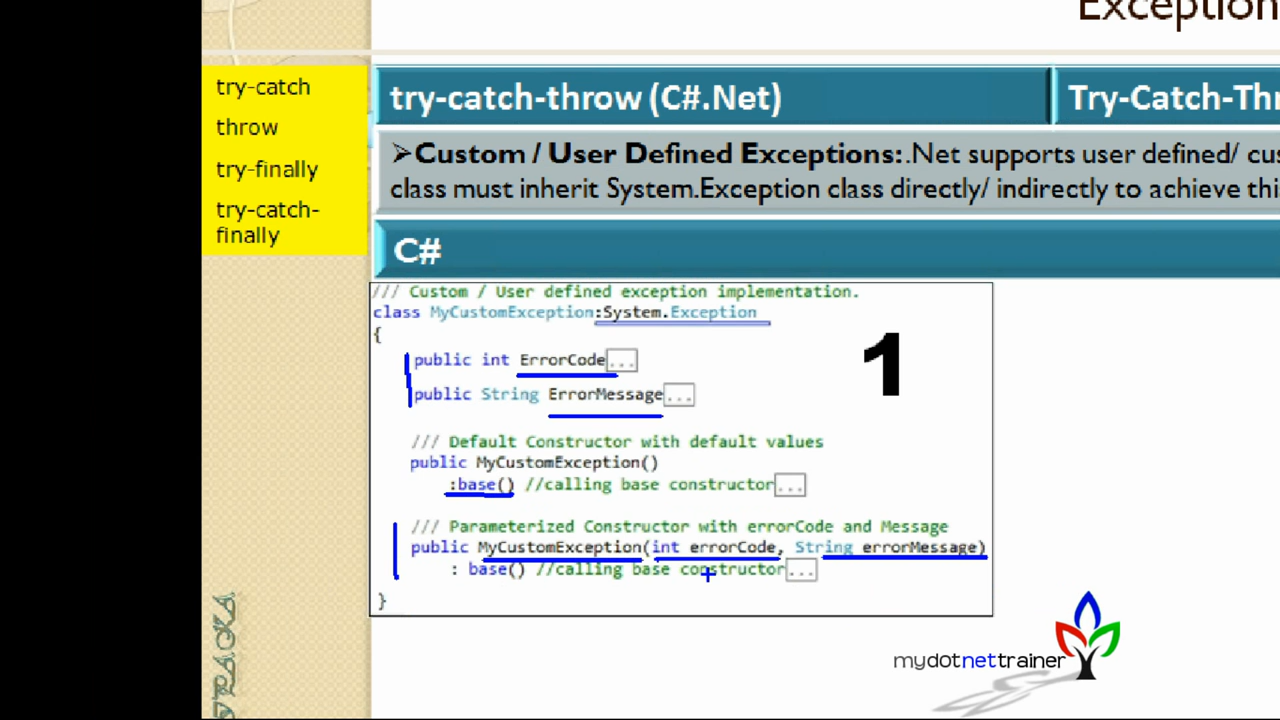 Exception
try-catch
throw
try-finally
try-catch-
finally
try-catch-throw (C#.Net)
Try-Catch-Thr
➢Custom / User Defined Exceptions:.Net supports user defined/ cus
class must inherit System.Exception class directly/ indirectly to achieve thi
C#
/// Custom / User defined exception implementation.
class MyCustomException:System.Exception
{
public int ErrorCode...
public String ErrorMessage...
/// Default Constructor with default values
public MyCustomException()
:base() //calling base constructor...
/// Parameterized Constructor with errorCode and Message
public MyCustomException(int errorCode, String errorMessage)
: base() //calling base constructor...
}
1
mydotnettrainer